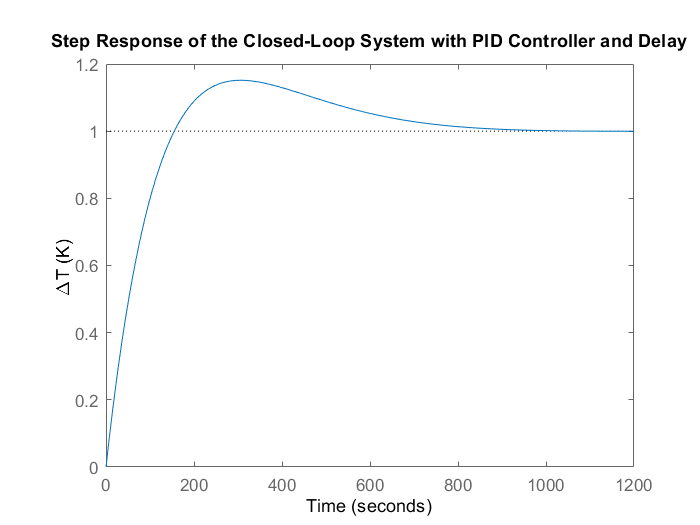 Step Response of the Closed-Loop System with PID Controller and Delay
1.2
1
0.8
0.6
0.4
0.2
0
ΔT (K)
0 200 400 600 800 1000 1200
Time (seconds)